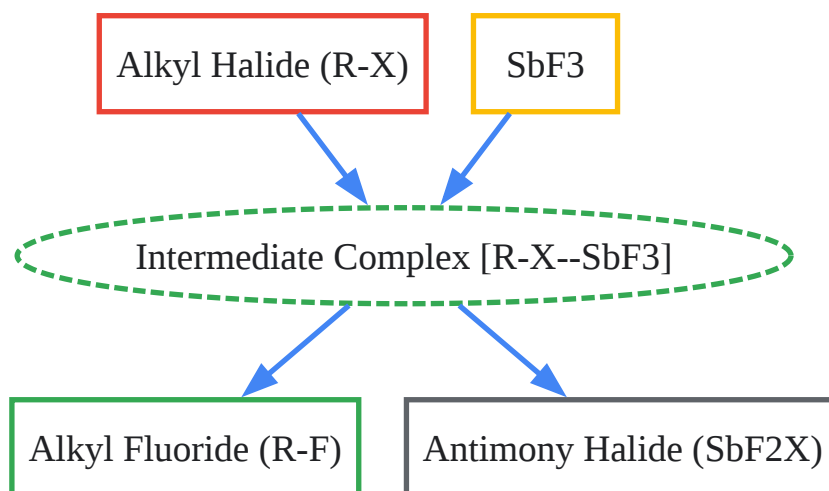 Alkyl Halide (R-X)
SbF3
Intermediate Complex [R-X--SbF3]
Alkyl Fluoride (R-F)
Antimony Halide (SbF2X)